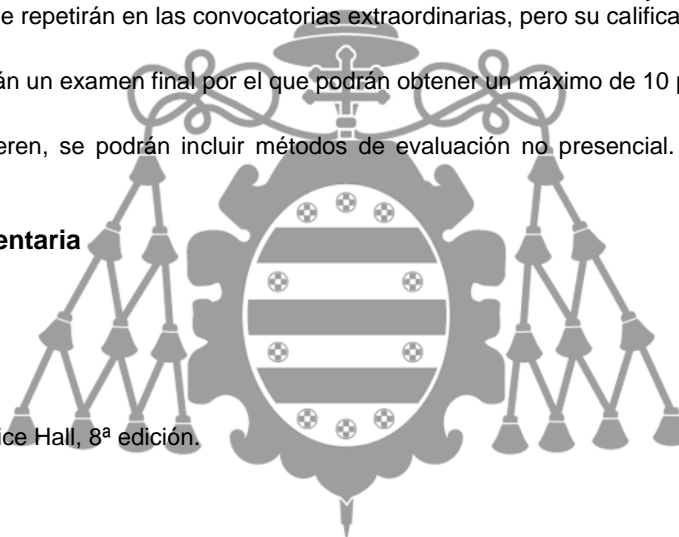 e repetirán en las convocatorias extraordinarias, pero su califica
án un examen final por el que podrán obtener un máximo de 10 p
eren, se podrán incluir métodos de evaluación no presencial.
entaria
ice Hall, 8ª edición.